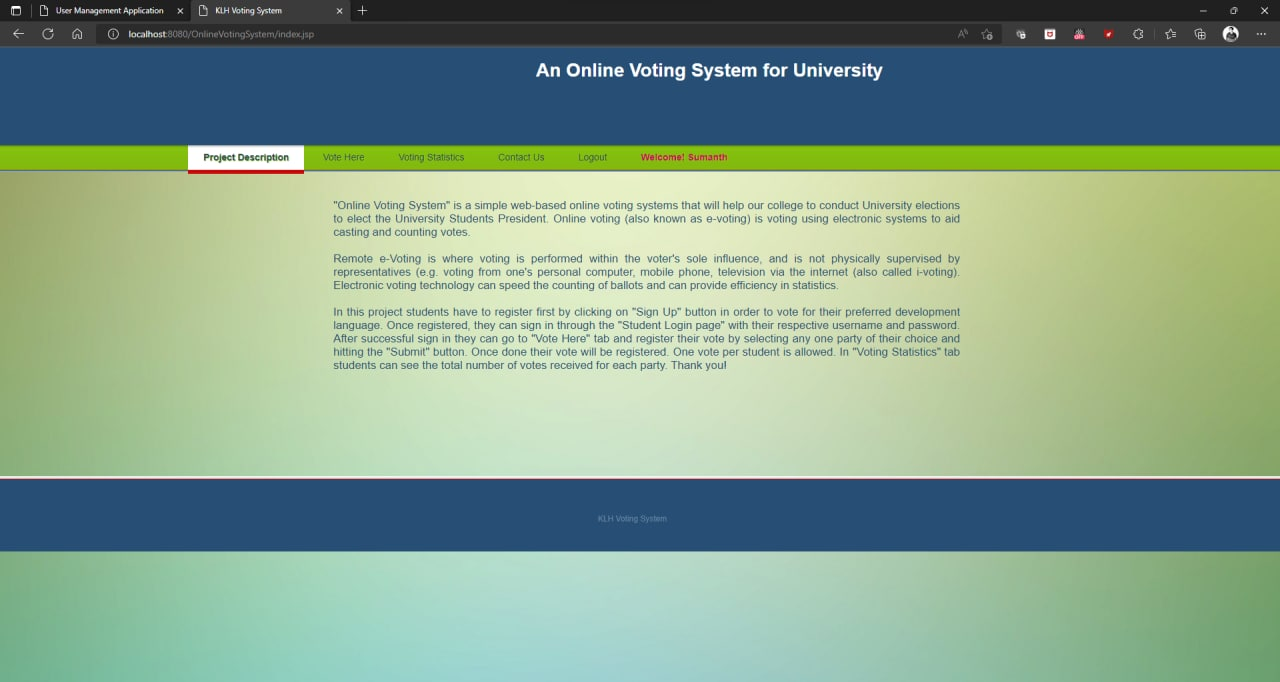 User Management Application
KLH Voting System
localhost:8080/OnlineVotingSystem/index.jsp
An Online Voting System for University
Project Description
Vote Here
Voting Statistics
Contact Us
Logout
Welcome! Sumanth
"Online Voting System" is a simple web-based online voting systems that will help our college to conduct University elections
to elect the University Students President. Online voting (also known as e-voting) is voting using electronic systems to aid
casting and counting votes.
Remote e-Voting is where voting is performed within the voter's sole influence, and is not physically supervised by
representatives (e.g. voting from one's personal computer, mobile phone, television via the internet (also called i-voting).
Electronic voting technology can speed the counting of ballots and can provide efficiency in statistics.
In this project students have to register first by clicking on "Sign Up" button in order to vote for their preferred development
language. Once registered, they can sign in through the "Student Login page" with their respective username and password.
After successful sign in they can go to "Vote Here" tab and register their vote by selecting any one party of their choice and
hitting the "Submit" button. Once done their vote will be registered. One vote per student is allowed. In "Voting Statistics" tab
students can see the total number of votes received for each party. Thank you!
KLH Voting System